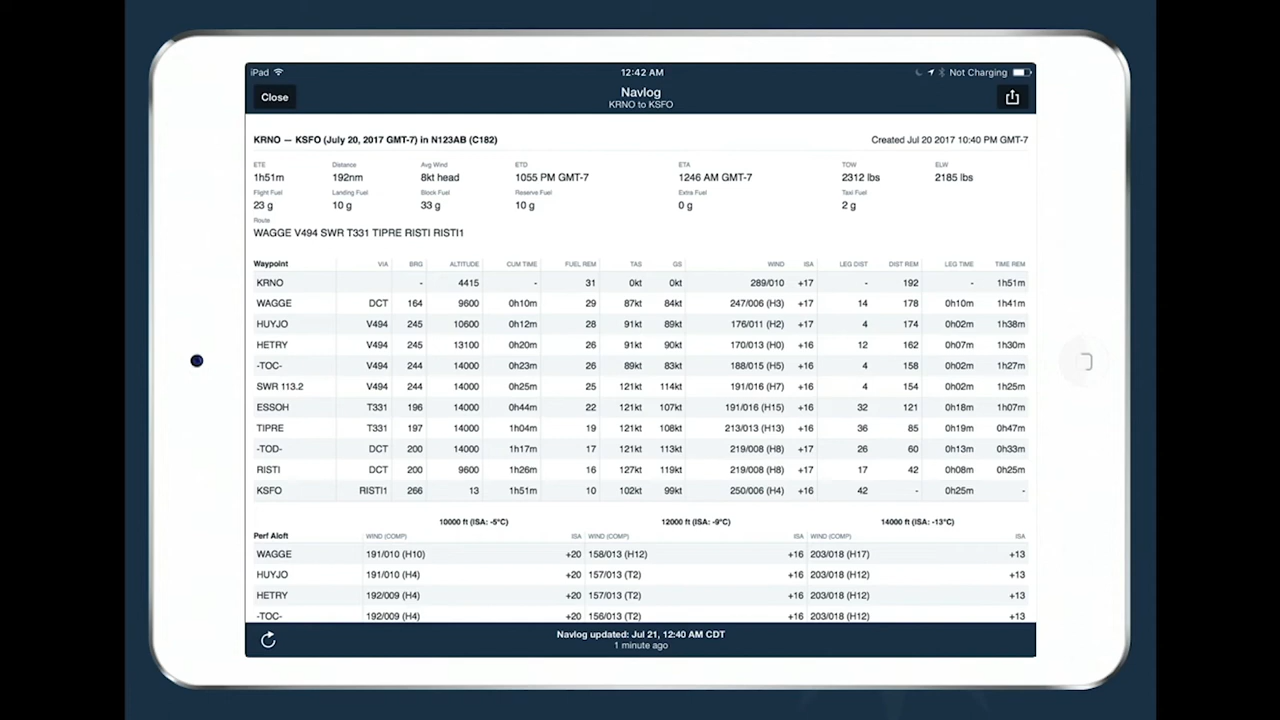 iPad 12:42 AM Not Charging
Close Navlog
KRNO to KSFO
KRNO — KSFO (July 20, 2017 GMT-7) in N123AB (C182) Created Jul 20 2017 10:40 PM GMT-7
ETE Distance Avg Wind ETD ETA TOW ELW
1h51m 192nm 8kt head 1055 PM GMT-7 1246 AM GMT-7 2312 lbs 2185 lbs
Flight Fuel Landing Fuel Block Fuel Reserve Fuel Extra Fuel Taxi Fuel
23 g 10 g 33 g 10 g 0 g 2 g
Route
WAGGE V494 SWR T331 TIPRE RISTI RISTI1
Waypoint VIA BRG ALTITUDE CUM TIME FUEL REM TAS GS WIND ISA LEG DIST DIST REM LEG TIME TIME REM
KRNO - 4415 - 31 0kt 0kt 289/010 +17 - 192 - 1h51m
WAGGE DCT 164 9600 0h10m 29 87kt 84kt 247/006 (H3) +17 14 178 0h10m 1h41m
HUYJO V494 245 10600 0h12m 28 91kt 89kt 176/011 (H2) +17 4 174 0h02m 1h38m
HETRY V494 245 13100 0h20m 26 91kt 90kt 170/013 (H0) +16 12 162 0h07m 1h30m
-TOC- V494 244 14000 0h23m 26 89kt 83kt 188/015 (H5) +16 4 158 0h02m 1h27m
SWR 113.2 V494 244 14000 0h25m 25 121kt 114kt 191/016 (H7) +16 4 154 0h02m 1h25m
ESSOH T331 196 14000 0h44m 22 121kt 107kt 191/016 (H15) +16 32 121 0h18m 1h07m
TIPRE T331 197 14000 1h04m 19 121kt 108kt 213/013 (H13) +16 36 85 0h19m 0h47m
-TOD- DCT 200 14000 1h17m 17 121kt 113kt 219/008 (H8) +17 26 60 0h13m 0h33m
RISTI DCT 200 9600 1h26m 16 127kt 119kt 219/008 (H8) +17 17 42 0h08m 0h25m
KSFO RISTI1 266 13 1h51m 10 102kt 99kt 250/006 (H4) +16 42 - 0h25m -
10000 ft (ISA: -5°C) 12000 ft (ISA: -9°C) 14000 ft (ISA: -13°C)
Perf Aloft WIND (COMP) ISA WIND (COMP) ISA WIND (COMP) ISA
WAGGE 191/010 (H10) +20 158/013 (H12) +16 203/018 (H17) +13
HUYJO 191/010 (H4) +20 157/013 (T2) +16 203/018 (H12) +13
HETRY 192/009 (H4) +20 157/013 (T2) +16 203/018 (H12) +13
-TOC- 192/009 (H4) +20 156/013 (T2) +16 203/018 (H12) +13
Navlog updated: Jul 21, 12:40 AM CDT
1 minute ago